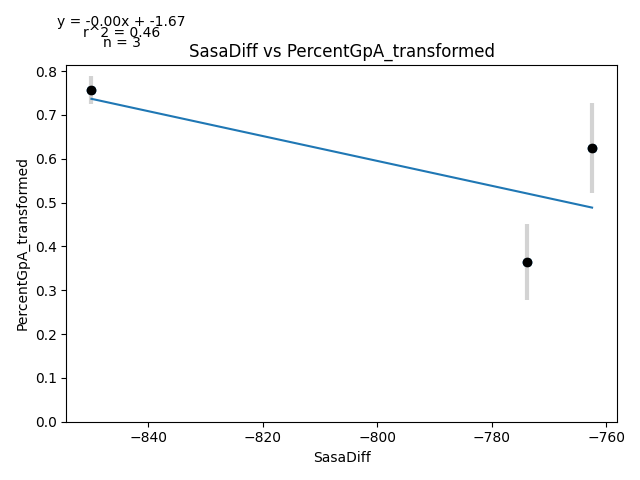 y = -0.00x + -1.67
r^2 = 0.46
n = 3
SasaDiff vs PercentGpA_transformed
PercentGpA_transformed
0.8
0.7
0.6
0.5
0.4
0.3
0.2
0.1
0.0
−840
−820
−800
−780
−760
SasaDiff